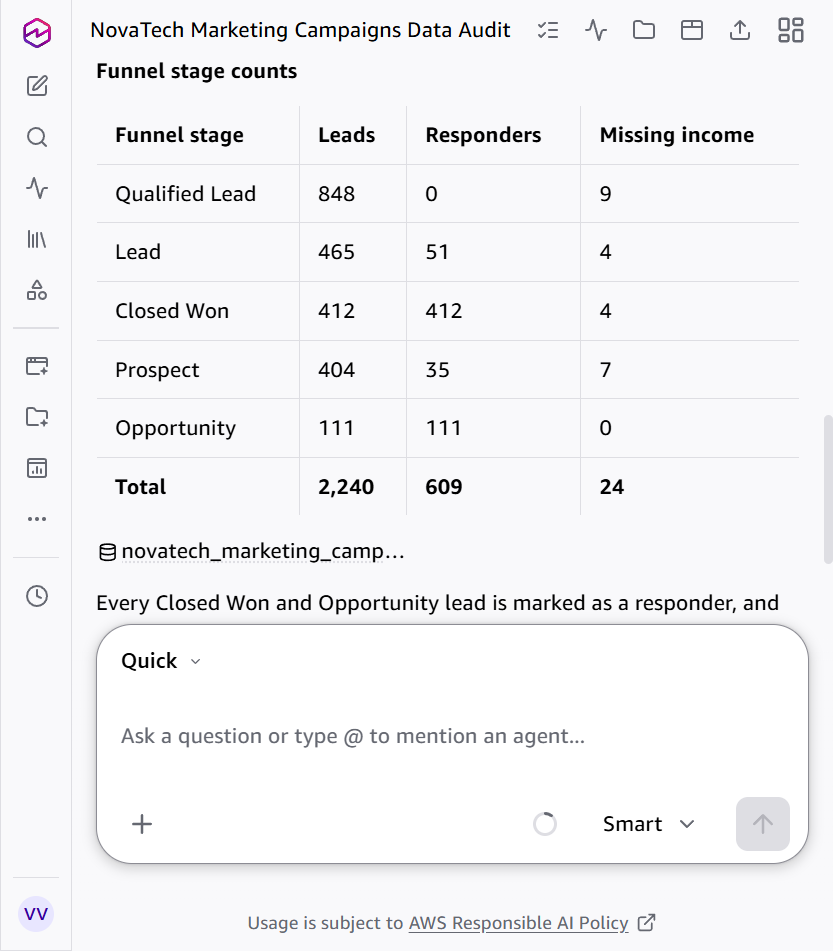 NovaTech Marketing Campaigns Data Audit
Funnel stage counts
Funnel stage Leads Responders Missing income
Qualified Lead 848 0 9
Lead 465 51 4
Closed Won 412 412 4
Prospect 404 35 7
Opportunity 111 111 0
Total 2,240 609 24
novatech_marketing_camp...
Every Closed Won and Opportunity lead is marked as a responder, and
Quick
Ask a question or type @ to mention an agent...
Smart
VV
Usage is subject to AWS Responsible AI Policy